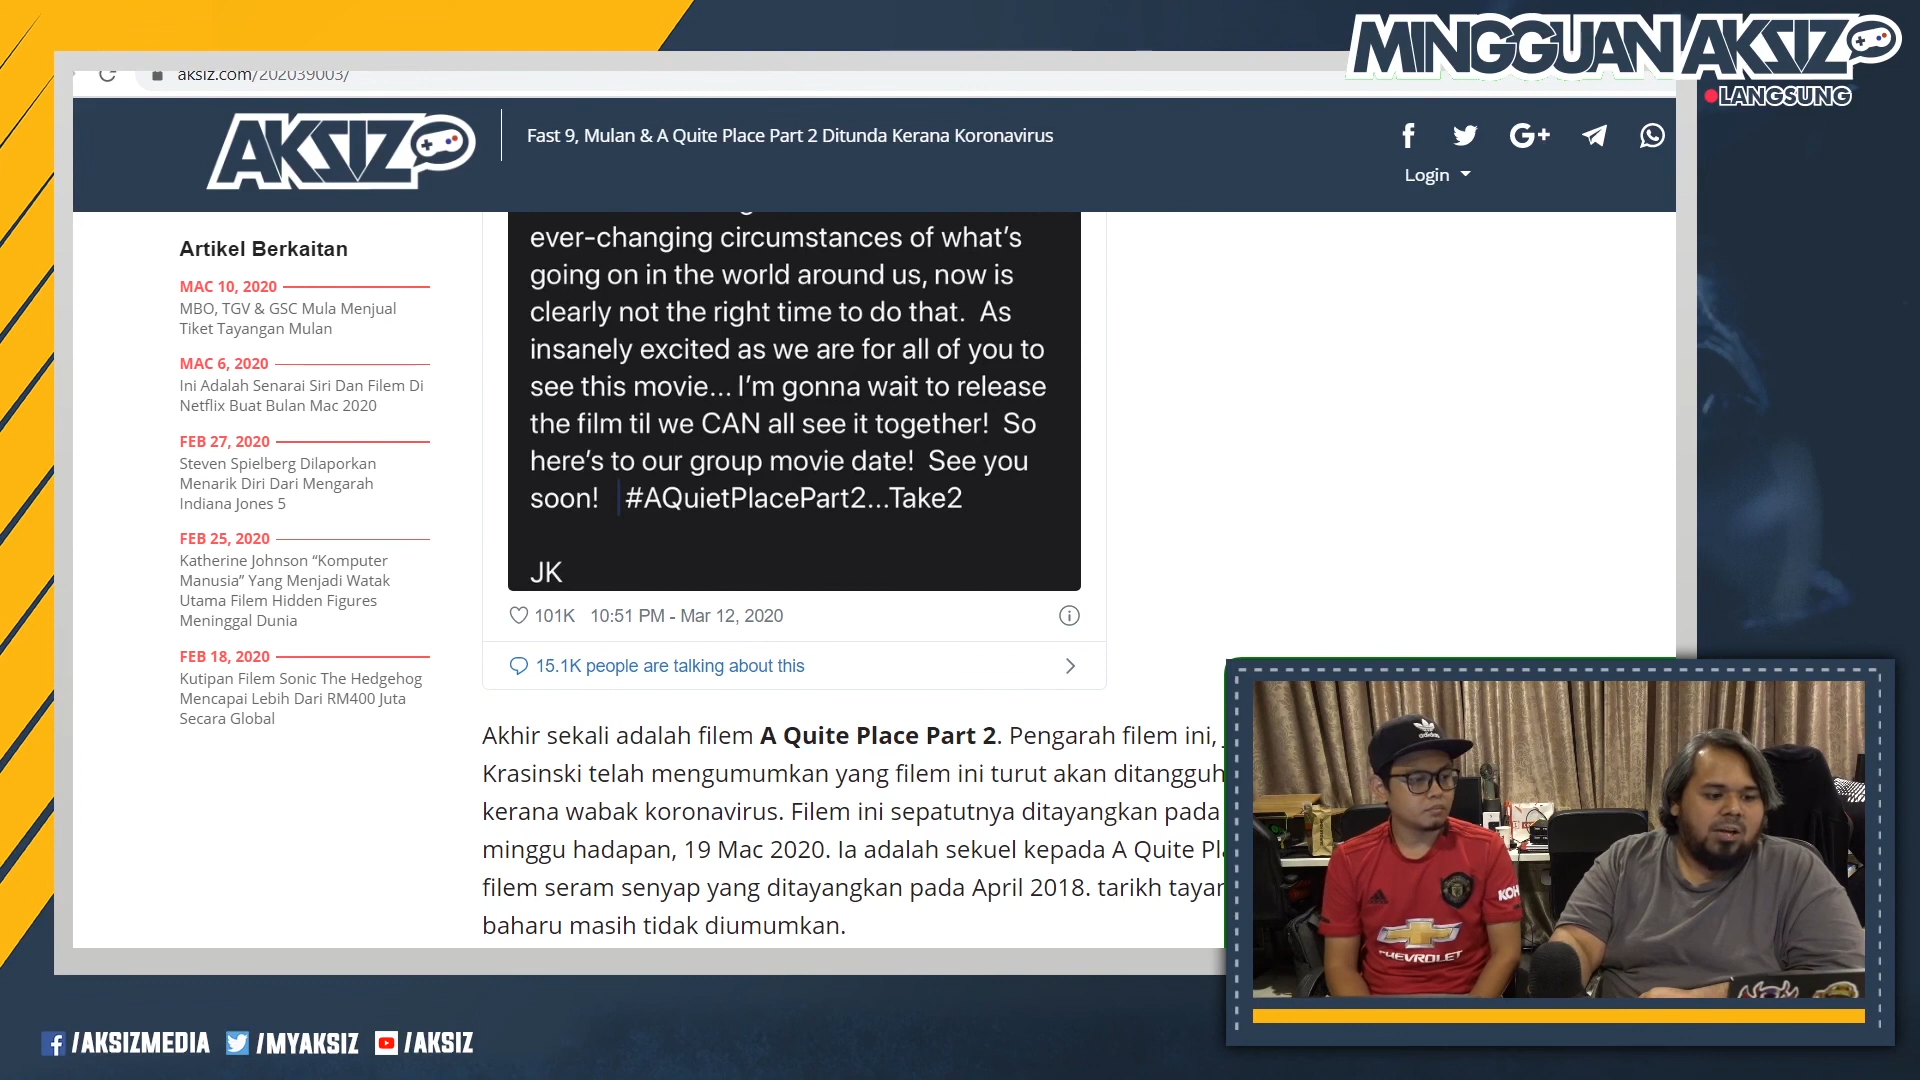 MINGGUAN AKSIZ
LANGSUNG
aksiz.com/202039003/
AKSIZ
Fast 9, Mulan & A Quite Place Part 2 Ditunda Kerana Koronavirus
Login
Artikel Berkaitan
MAC 10, 2020
MBO, TGV & GSC Mula Menjual
Tiket Tayangan Mulan
MAC 6, 2020
Ini Adalah Senarai Siri Dan Filem Di
Netflix Buat Bulan Mac 2020
FEB 27, 2020
Steven Spielberg Dilaporkan
Menarik Diri Dari Mengarah
Indiana Jones 5
FEB 25, 2020
Katherine Johnson “Komputer
Manusia” Yang Menjadi Watak
Utama Filem Hidden Figures
Meninggal Dunia
FEB 18, 2020
Kutipan Filem Sonic The Hedgehog
Mencapai Lebih Dari RM400 Juta
Secara Global
ever-changing circumstances of what’s
going on in the world around us, now is
clearly not the right time to do that. As
insanely excited as we are for all of you to
see this movie... I’m gonna wait to release
the film til we CAN all see it together! So
here’s to our group movie date! See you
soon! #AQuietPlacePart2...Take2
JK
101K 10:51 PM - Mar 12, 2020
15.1K people are talking about this
Akhir sekali adalah filem A Quite Place Part 2. Pengarah filem ini,
Krasinski telah mengumumkan yang filem ini turut akan ditangguh
kerana wabak koronavirus. Filem ini sepatutnya ditayangkan pada
minggu hadapan, 19 Mac 2020. Ia adalah sekuel kepada A Quite
filem seram senyap yang ditayangkan pada April 2018. tarikh
baharu masih tidak diumumkan.
adidas
KOH
CHEVROLET
/AKSIZMEDIA /MYAKSIZ /AKSIZ